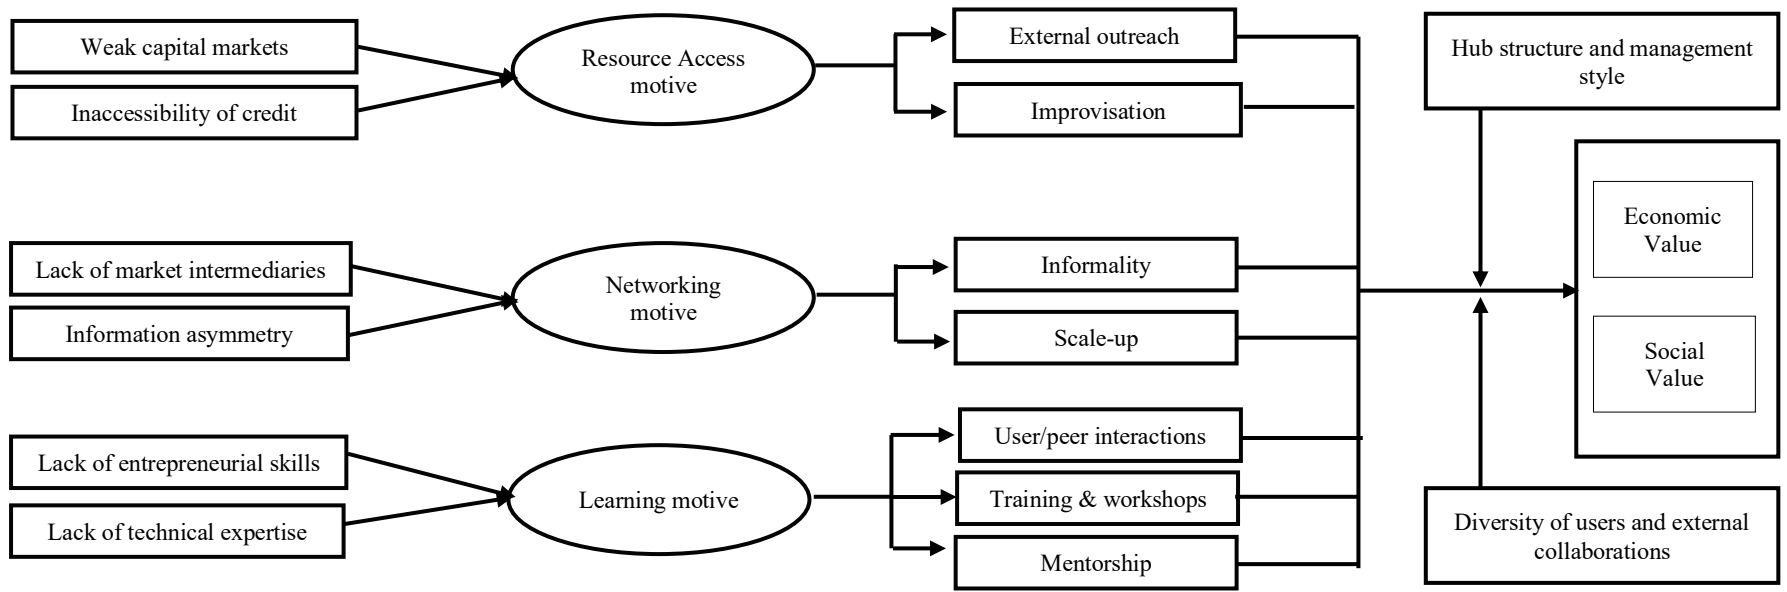 Weak capital markets
Inaccessibility of credit
Resource Access
motive
External outreach
Improvisation
Lack of market intermediaries
Information asymmetry
Networking
motive
Informality
Scale-up
Lack of entrepreneurial skills
Lack of technical expertise
Learning motive
User/peer interactions
Training & workshops
Mentorship
Hub structure and management
style
Economic
Value
Social
Value
Diversity of users and external
collaborations